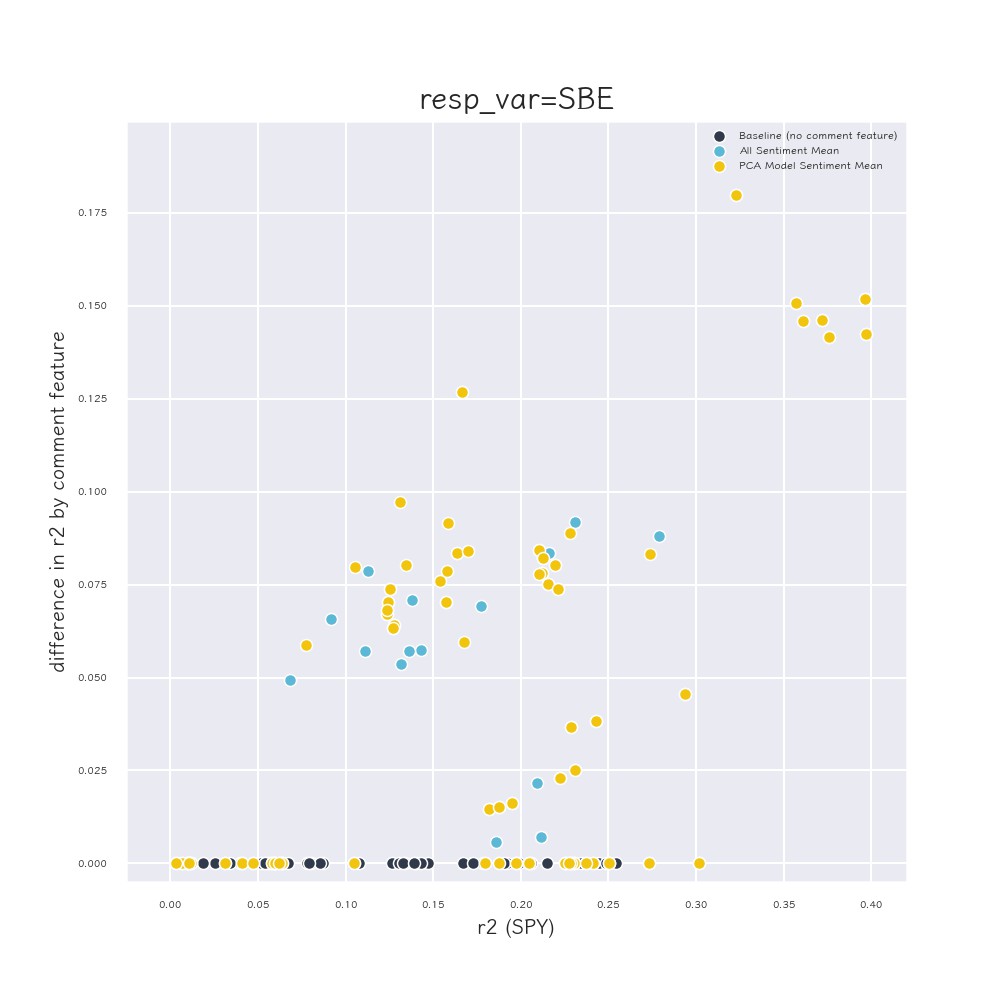 resp_var=SBE
Baseline (no comment feature)
All Sentiment Mean
PCA Model Sentiment Mean
difference in r2 by comment feature
0.175
0.150
0.125
0.100
0.075
0.050
0.025
0.000
0.00 0.05 0.10 0.15 0.20 0.25 0.30 0.35 0.40
r2 (SPY)